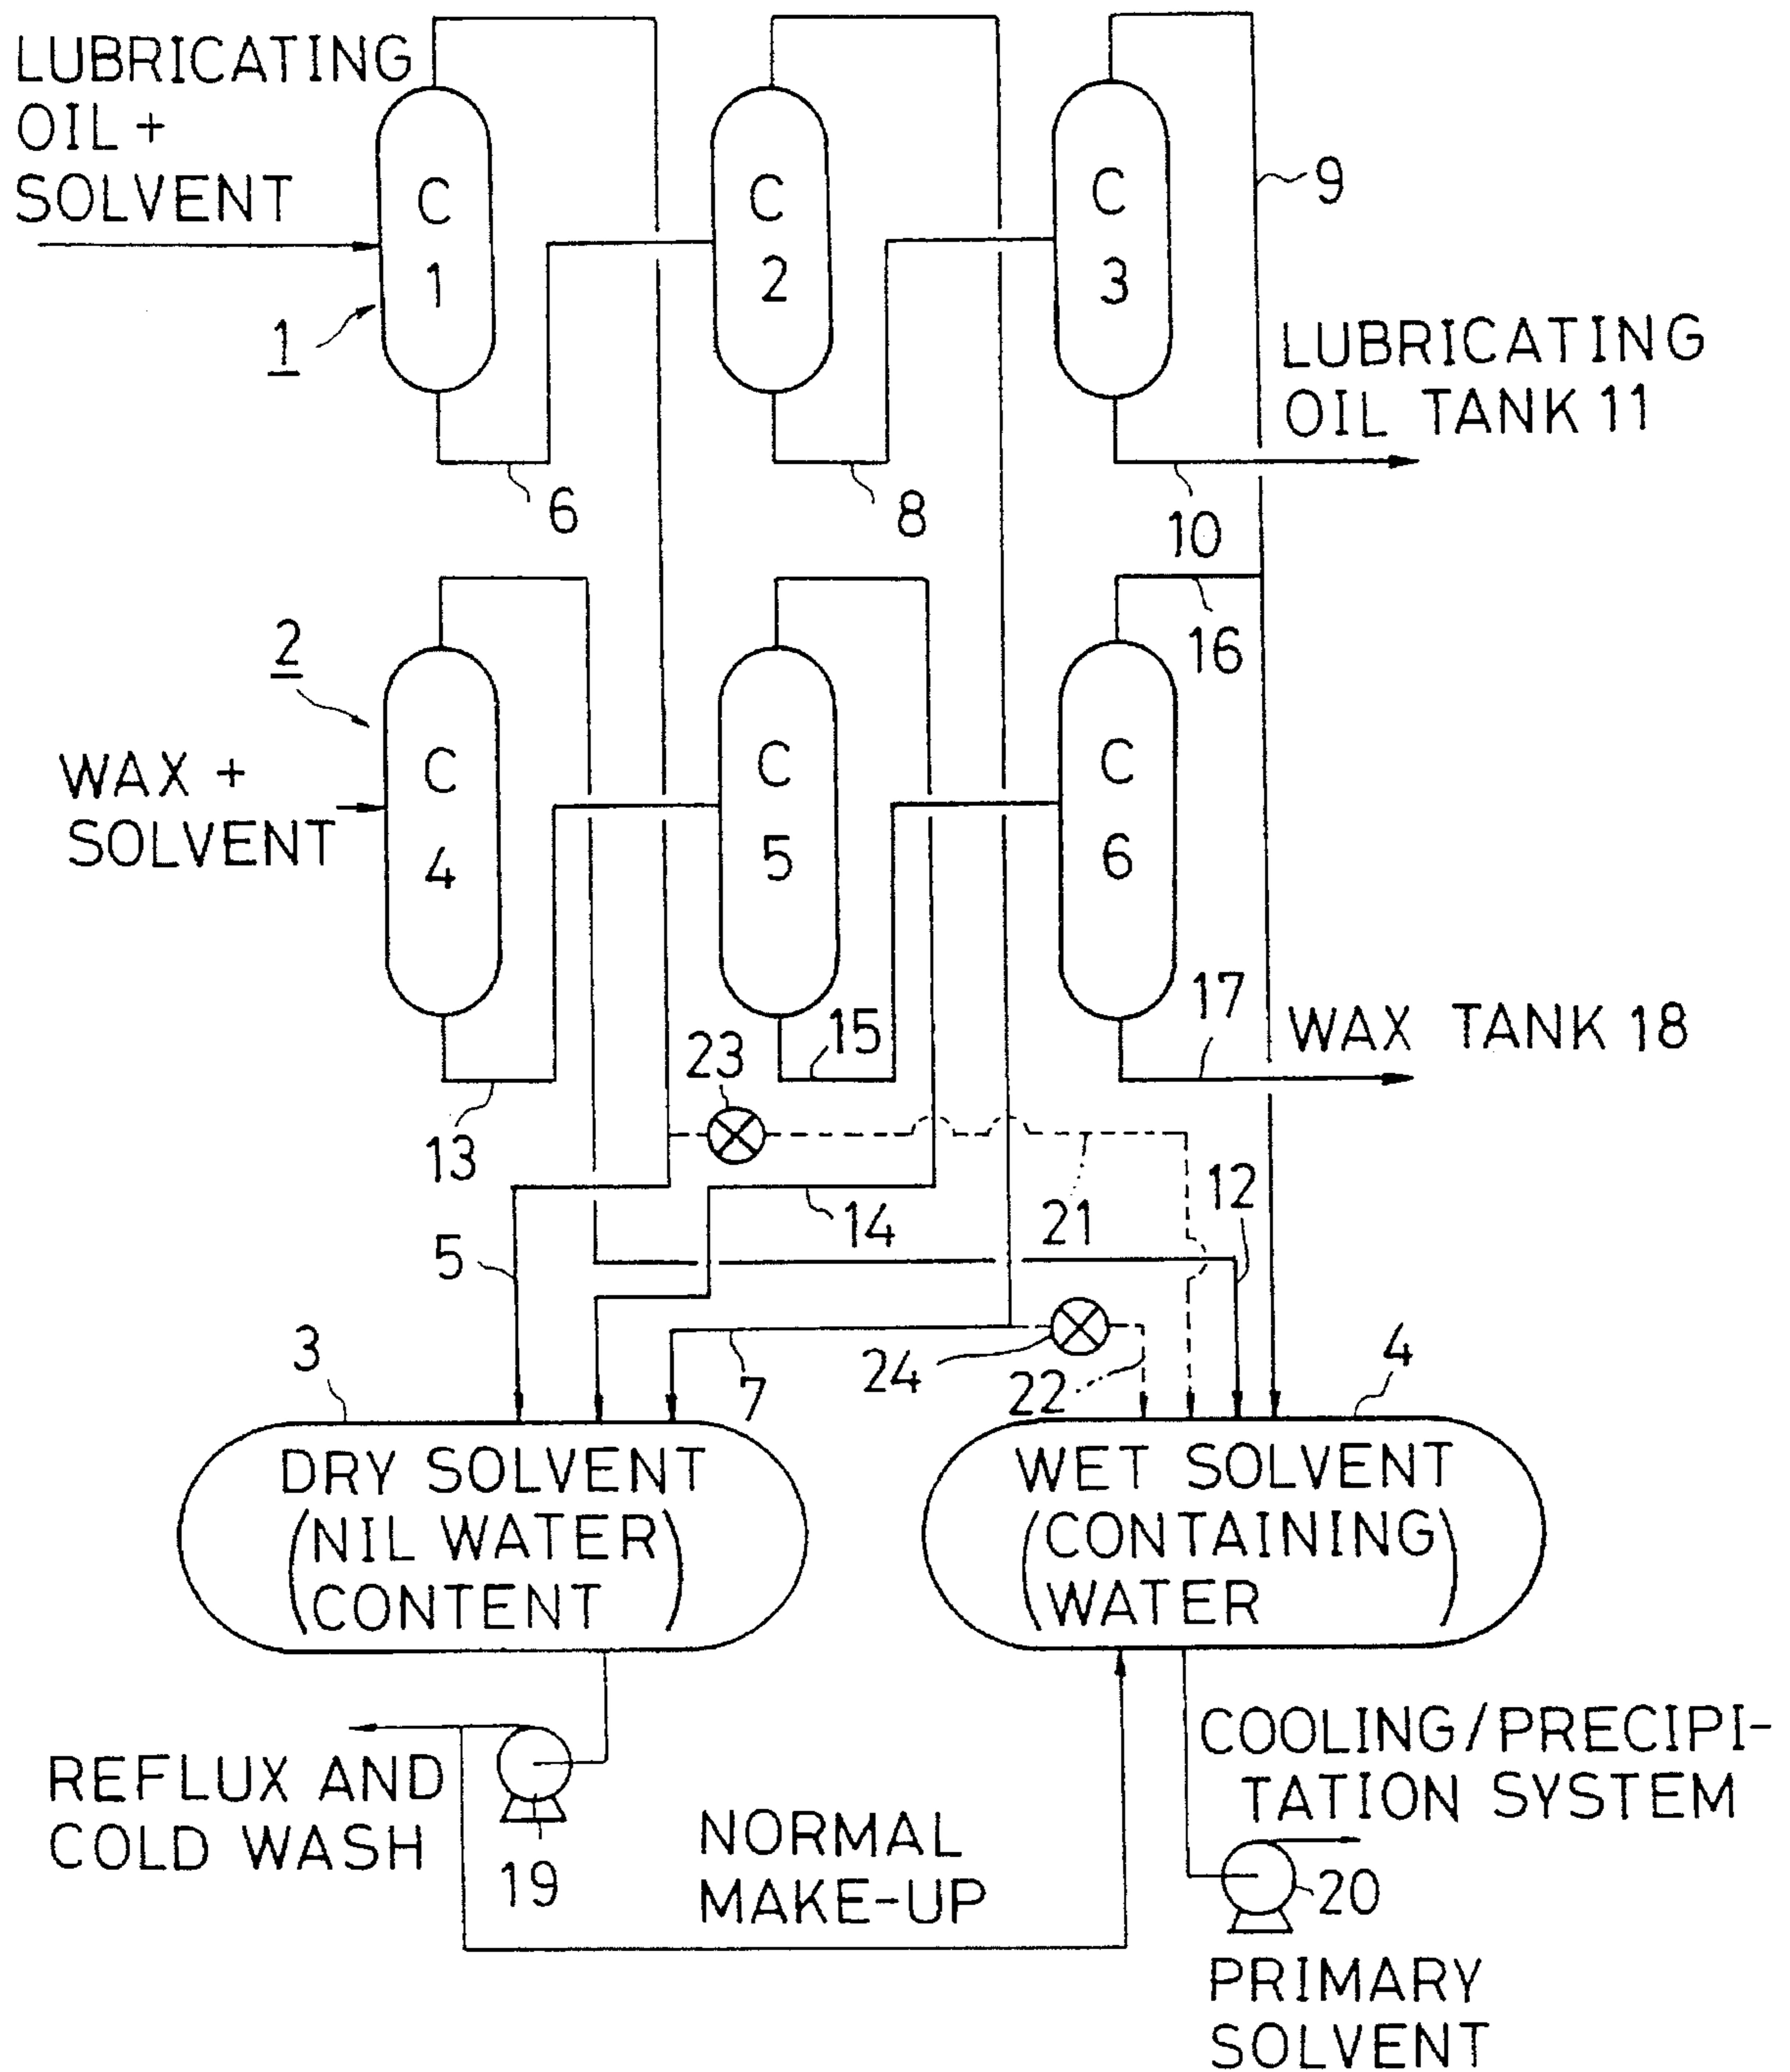 LUBRICATING
OIL +
SOLVENT
C
1
C
2
C
3
9
1
LUBRICATING
OIL TANK 11
6
8
10
16
2
C
4
C
5
C
6
WAX +
SOLVENT
17
WAX TANK 18
23
15
13
12
14
21
5
3
4
24
22
7
DRY SOLVENT
(NIL WATER)
CONTENT
WET SOLVENT
(CONTAINING)
WATER
COOLING/PRECIPI-
TATION SYSTEM
REFLUX AND
COLD WASH
19
NORMAL
MAKE-UP
20
PRIMARY
SOLVENT